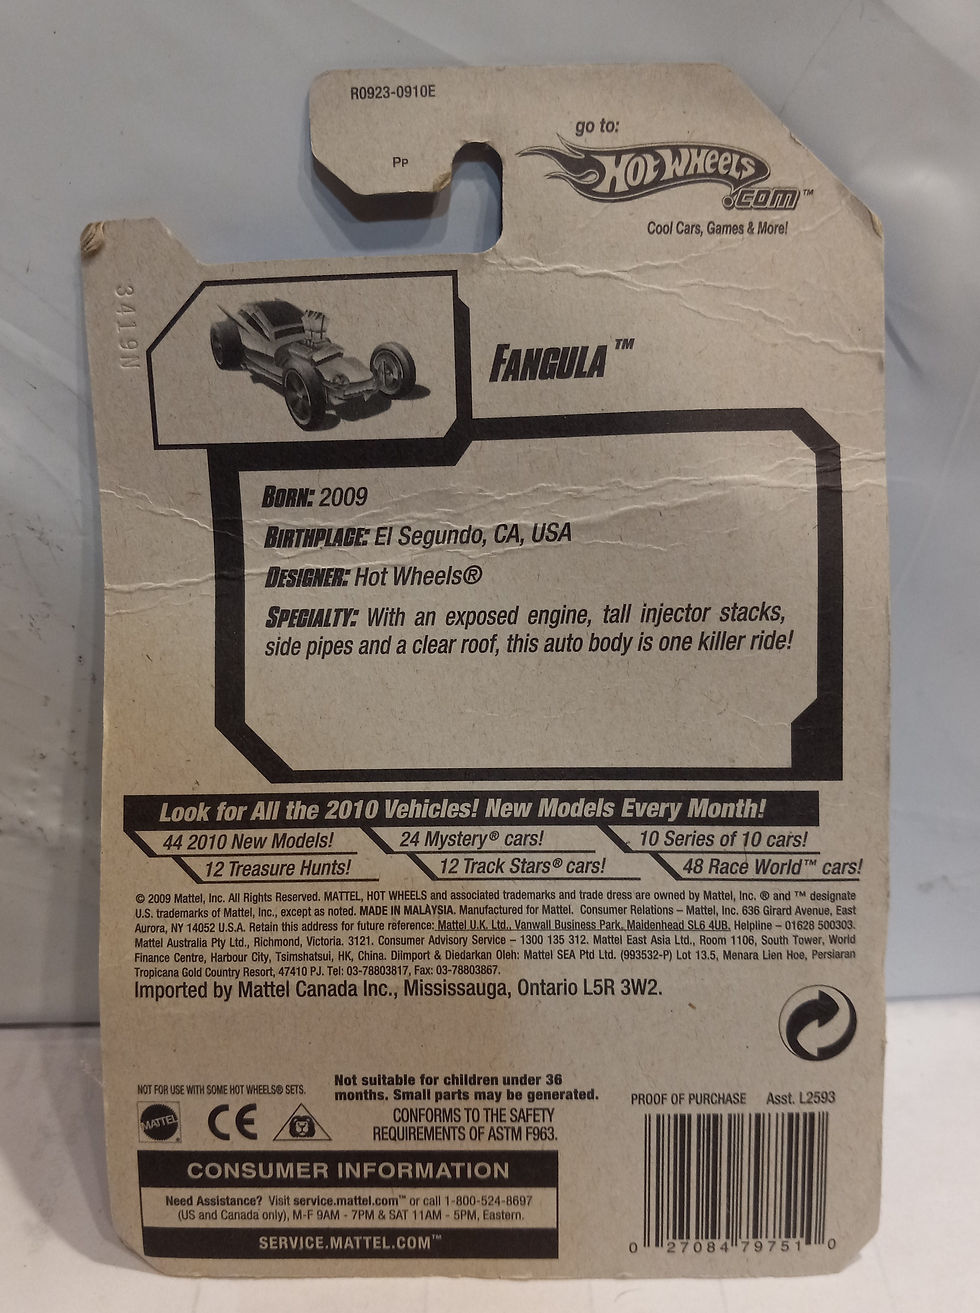 R0923-0910E
Pp
go to:
HOT WHEELS
.COM™
Cool Cars, Games & More!
3419N
FANGULA™
BORN: 2009
BIRTHPLACE: El Segundo, CA, USA
DESIGNER: Hot Wheels®
SPECIALTY: With an exposed engine, tall injector stacks,
side pipes and a clear roof, this auto body is one killer ride!
Look for All the 2010 Vehicles! New Models Every Month!
44 2010 New Models! 24 Mystery® cars! 10 Series of 10 cars!
12 Treasure Hunts! 12 Track Stars® cars! 48 Race World™ cars!
© 2009 Mattel, Inc. All Rights Reserved. MATTEL, HOT WHEELS and associated trademarks and trade dress are owned by Mattel, Inc. ® and ™ designate
U.S. trademarks of Mattel, Inc., except as noted. MADE IN MALAYSIA. Manufactured for Mattel. Consumer Relations – Mattel, Inc. 636 Girard Avenue, East
Aurora, NY 14052 U.S.A. Retain this address for future reference: Mattel U.K. Ltd., Vanwall Business Park, Maidenhead SL6 4UB. Helpline – 01628 500303.
Mattel Australia Pty Ltd., Richmond, Victoria. 3121. Consumer Advisory Service – 1300 135 312. Mattel East Asia Ltd., Room 1106, South Tower, World
Finance Centre, Harbour City, Tsimshatsui, HK, China. Diimport & Diedarkan Oleh: Mattel SEA Ptd Ltd. (993532-P) Lot 13.5, Menara Lien Hoe, Persiaran
Tropicana Gold Country Resort, 47410 PJ. Tel: 03-78803817, Fax: 03-78803867.
Imported by Mattel Canada Inc., Mississauga, Ontario L5R 3W2.
NOT FOR USE WITH SOME HOT WHEELS® SETS.
Not suitable for children under 36
months. Small parts may be generated.
MATTEL
CE
CONFORMS TO THE SAFETY
REQUIREMENTS OF ASTM F963.
PROOF OF PURCHASE Asst. L2593
CONSUMER INFORMATION
Need Assistance? Visit service.mattel.com™ or call 1-800-524-8697
(US and Canada only), M-F 9AM - 7PM & SAT 11AM - 5PM, Eastern.
SERVICE.MATTEL.COM™
0 27084 79751 0